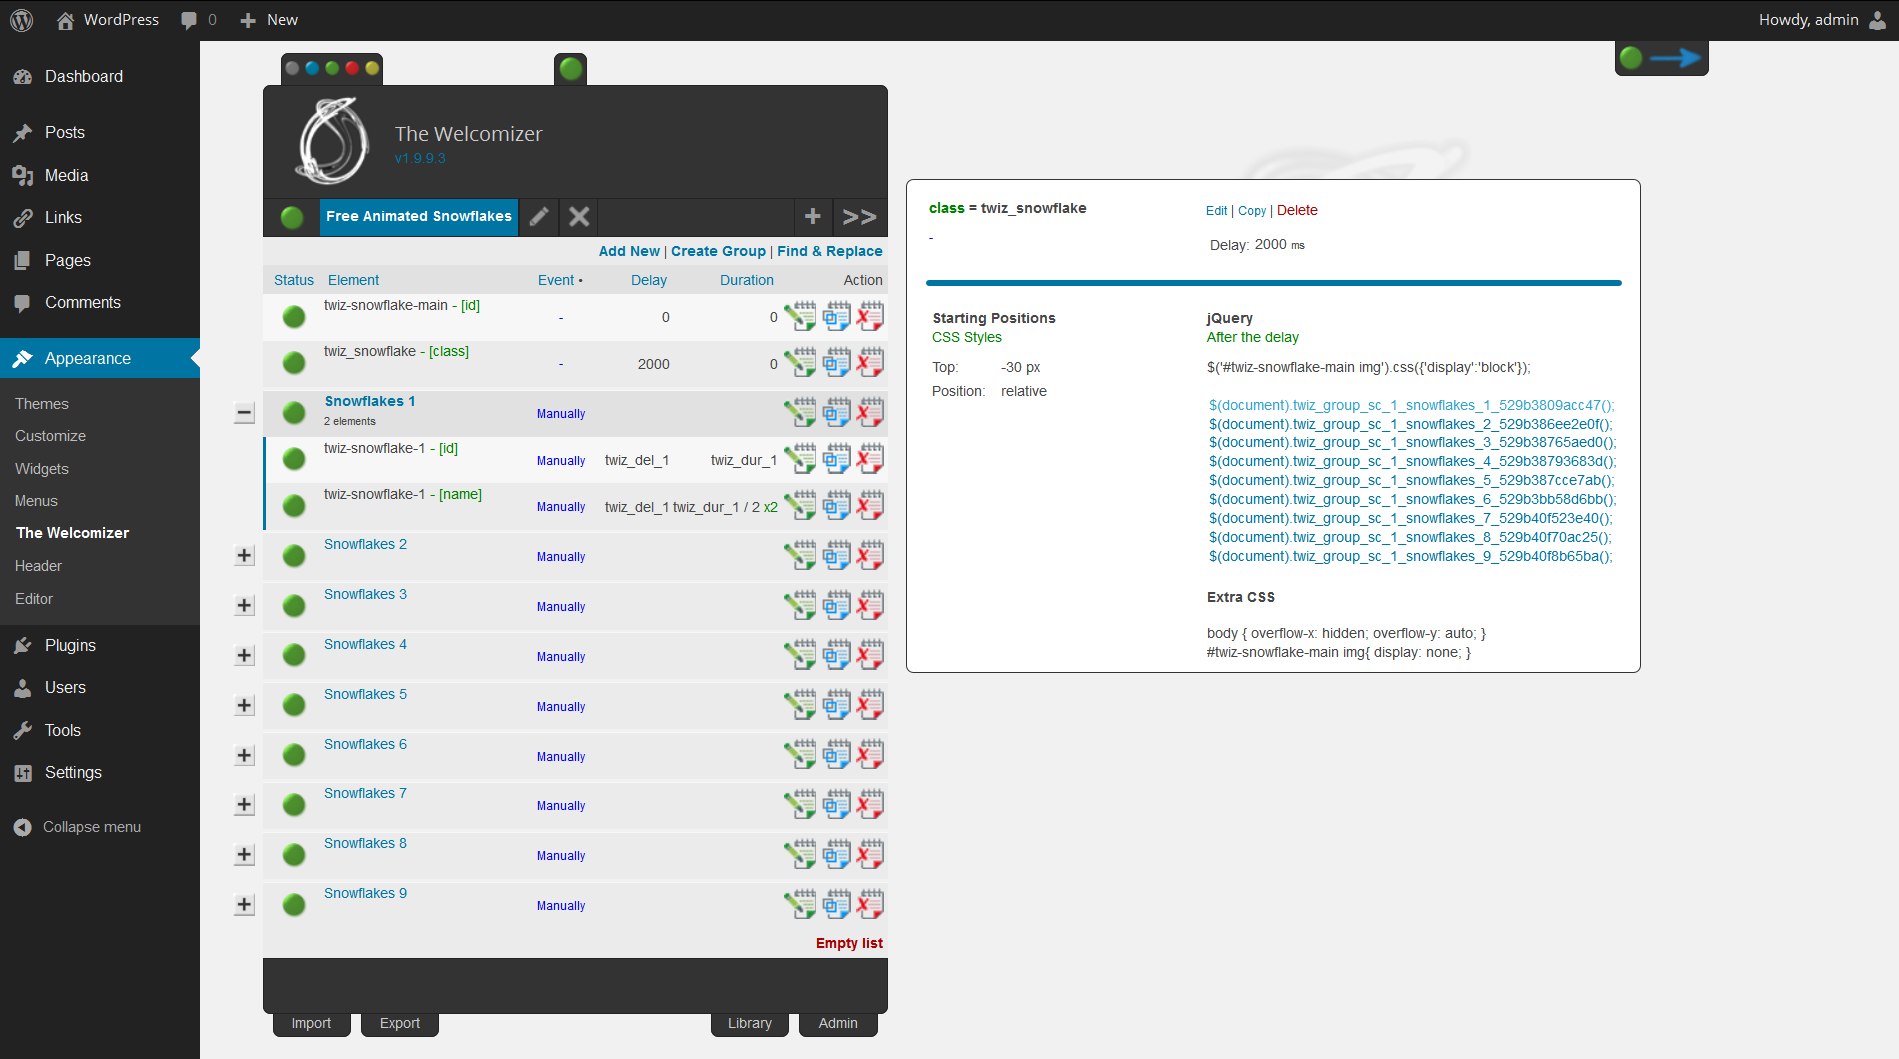 WordPress
0
New
Howdy, admin
Dashboard
Posts
Media
Links
Pages
Comments
Appearance
Themes
Customize
Widgets
Menus
The Welcomizer
Header
Editor
Plugins
Users
Tools
Settings
Collapse menu
The Welcomizer
v1.9.9.3
Free Animated Snowflakes
+ >>
Add New | Create Group | Find & Replace
Status Element Event • Delay Duration Action
twiz-snowflake-main - [id] - 0 0
twiz_snowflake - [class] - 2000 0
Snowflakes 1
2 elements
Manually
twiz-snowflake-1 - [id] Manually twiz_del_1 twiz_dur_1
twiz-snowflake-1 - [name] Manually twiz_del_1 twiz_dur_1 / 2 x2
Snowflakes 2 Manually
Snowflakes 3 Manually
Snowflakes 4 Manually
Snowflakes 5 Manually
Snowflakes 6 Manually
Snowflakes 7 Manually
Snowflakes 8 Manually
Snowflakes 9 Manually
Empty list
Import Export Library Admin
class = twiz_snowflake
-
Edit | Copy | Delete
Delay: 2000 ms
Starting Positions
CSS Styles
Top: -30 px
Position: relative
jQuery
After the delay
$('#twiz-snowflake-main img').css({'display':'block'});
$(document).twiz_group_sc_1_snowflakes_1_529b3809acc47();
$(document).twiz_group_sc_1_snowflakes_2_529b386ee2e0f();
$(document).twiz_group_sc_1_snowflakes_3_529b38765aed0();
$(document).twiz_group_sc_1_snowflakes_4_529b38793683d();
$(document).twiz_group_sc_1_snowflakes_5_529b387cce7ab();
$(document).twiz_group_sc_1_snowflakes_6_529b3bb58d6bb();
$(document).twiz_group_sc_1_snowflakes_7_529b40f523e40();
$(document).twiz_group_sc_1_snowflakes_8_529b40f70ac25();
$(document).twiz_group_sc_1_snowflakes_9_529b40f8b65ba();
Extra CSS
body { overflow-x: hidden; overflow-y: auto; }
#twiz-snowflake-main img{ display: none; }